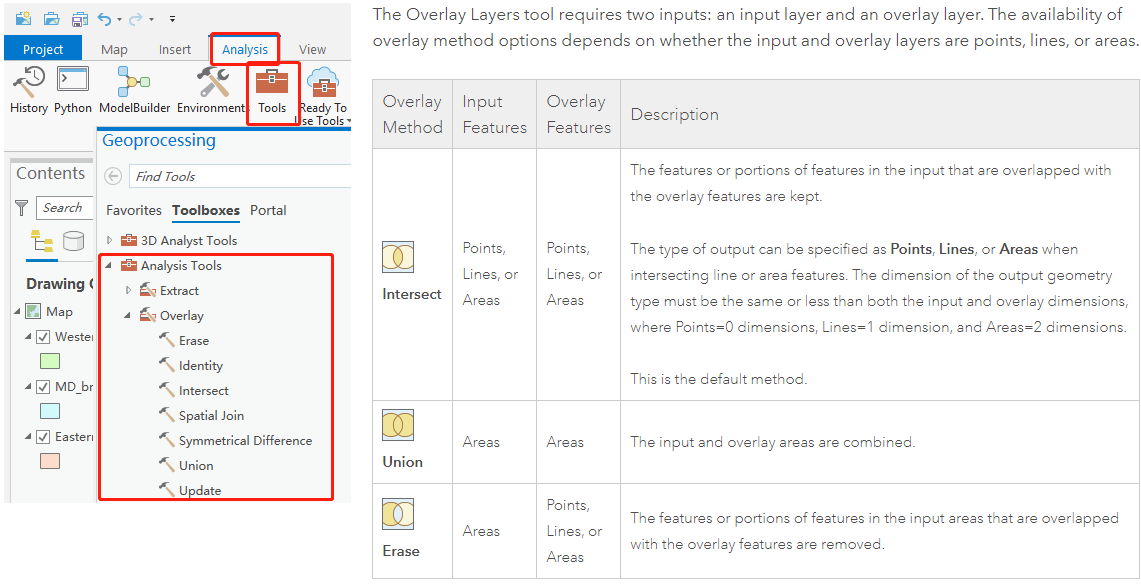 Project Map Insert Analysis View
History Python ModelBuilder Environment Tools Ready To
Use Tools
Geoprocessing
Contents
Find Tools
Search
Favorites Toolboxes Portal
3D Analyst Tools
Analysis Tools
Drawing
Extract
Map
Overlay
Wester
Erase
Identity
MD_br
Intersect
Spatial Join
Easter
Symmetrical Difference
Union
Update
The Overlay Layers tool requires two inputs: an input layer and an overlay layer. The availability of
overlay method options depends on whether the input and overlay layers are points, lines, or areas.
Overlay Method
Input Features
Overlay Features
Description
Intersect
Points,
Lines, or
Areas
Points,
Lines, or
Areas
The features or portions of features in the input that are overlapped with
the overlay features are kept.
The type of output can be specified as Points, Lines, or Areas when
intersecting line or area features. The dimension of the output geometry
type must be the same or less than both the input and overlay dimensions,
where Points=0 dimensions, Lines=1 dimension, and Areas=2 dimensions.
This is the default method.
Union
Areas
Areas
The input and overlay areas are combined.
Erase
Areas
Points,
Lines, or
Areas
The features or portions of features in the input areas that are overlapped
with the overlay features are removed.